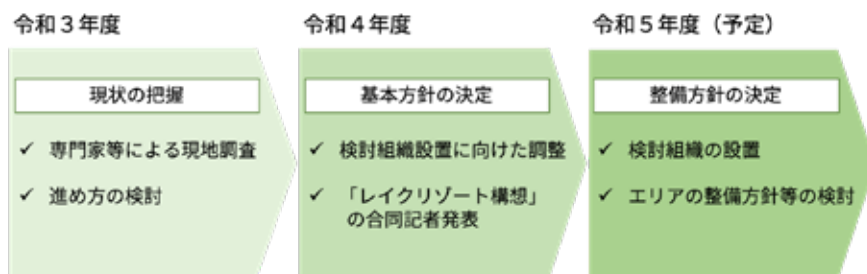 令和３年度
現状の把握
✓ 専門家等による現地調査
✓ 進め方の検討
令和４年度
基本方針の決定
✓ 検討組織設置に向けた調整
✓ 「レイクリゾート構想」
の合同記者発表
令和５年度（予定）
整備方針の決定
✓ 検討組織の設置
✓ エリアの整備方針等の検討